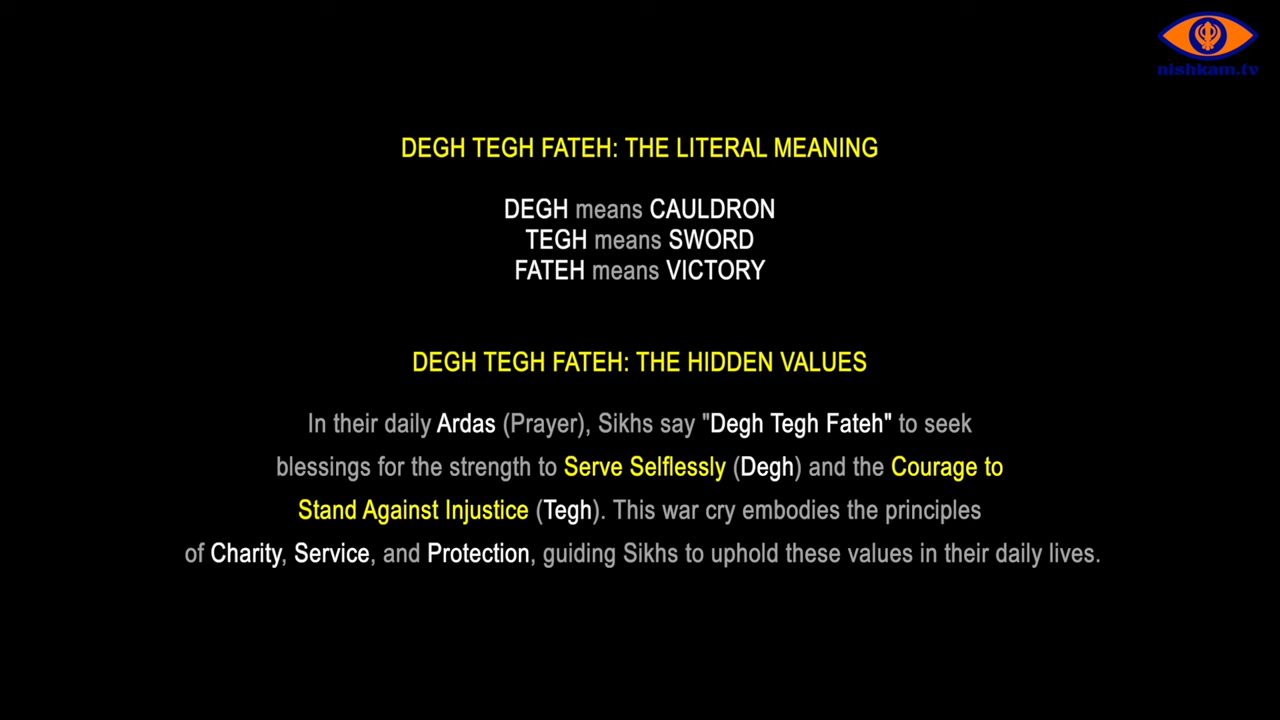 nishkam.tv
DEGH TEGH FATEH: THE LITERAL MEANING
DEGH means CAULDRON
TEGH means SWORD
FATEH means VICTORY
DEGH TEGH FATEH: THE HIDDEN VALUES
In their daily Ardas (Prayer), Sikhs say "Degh Tegh Fateh" to seek
blessings for the strength to Serve Selflessly (Degh) and the Courage to
Stand Against Injustice (Tegh). This war cry embodies the principles
of Charity, Service, and Protection, guiding Sikhs to uphold these values in their daily lives.